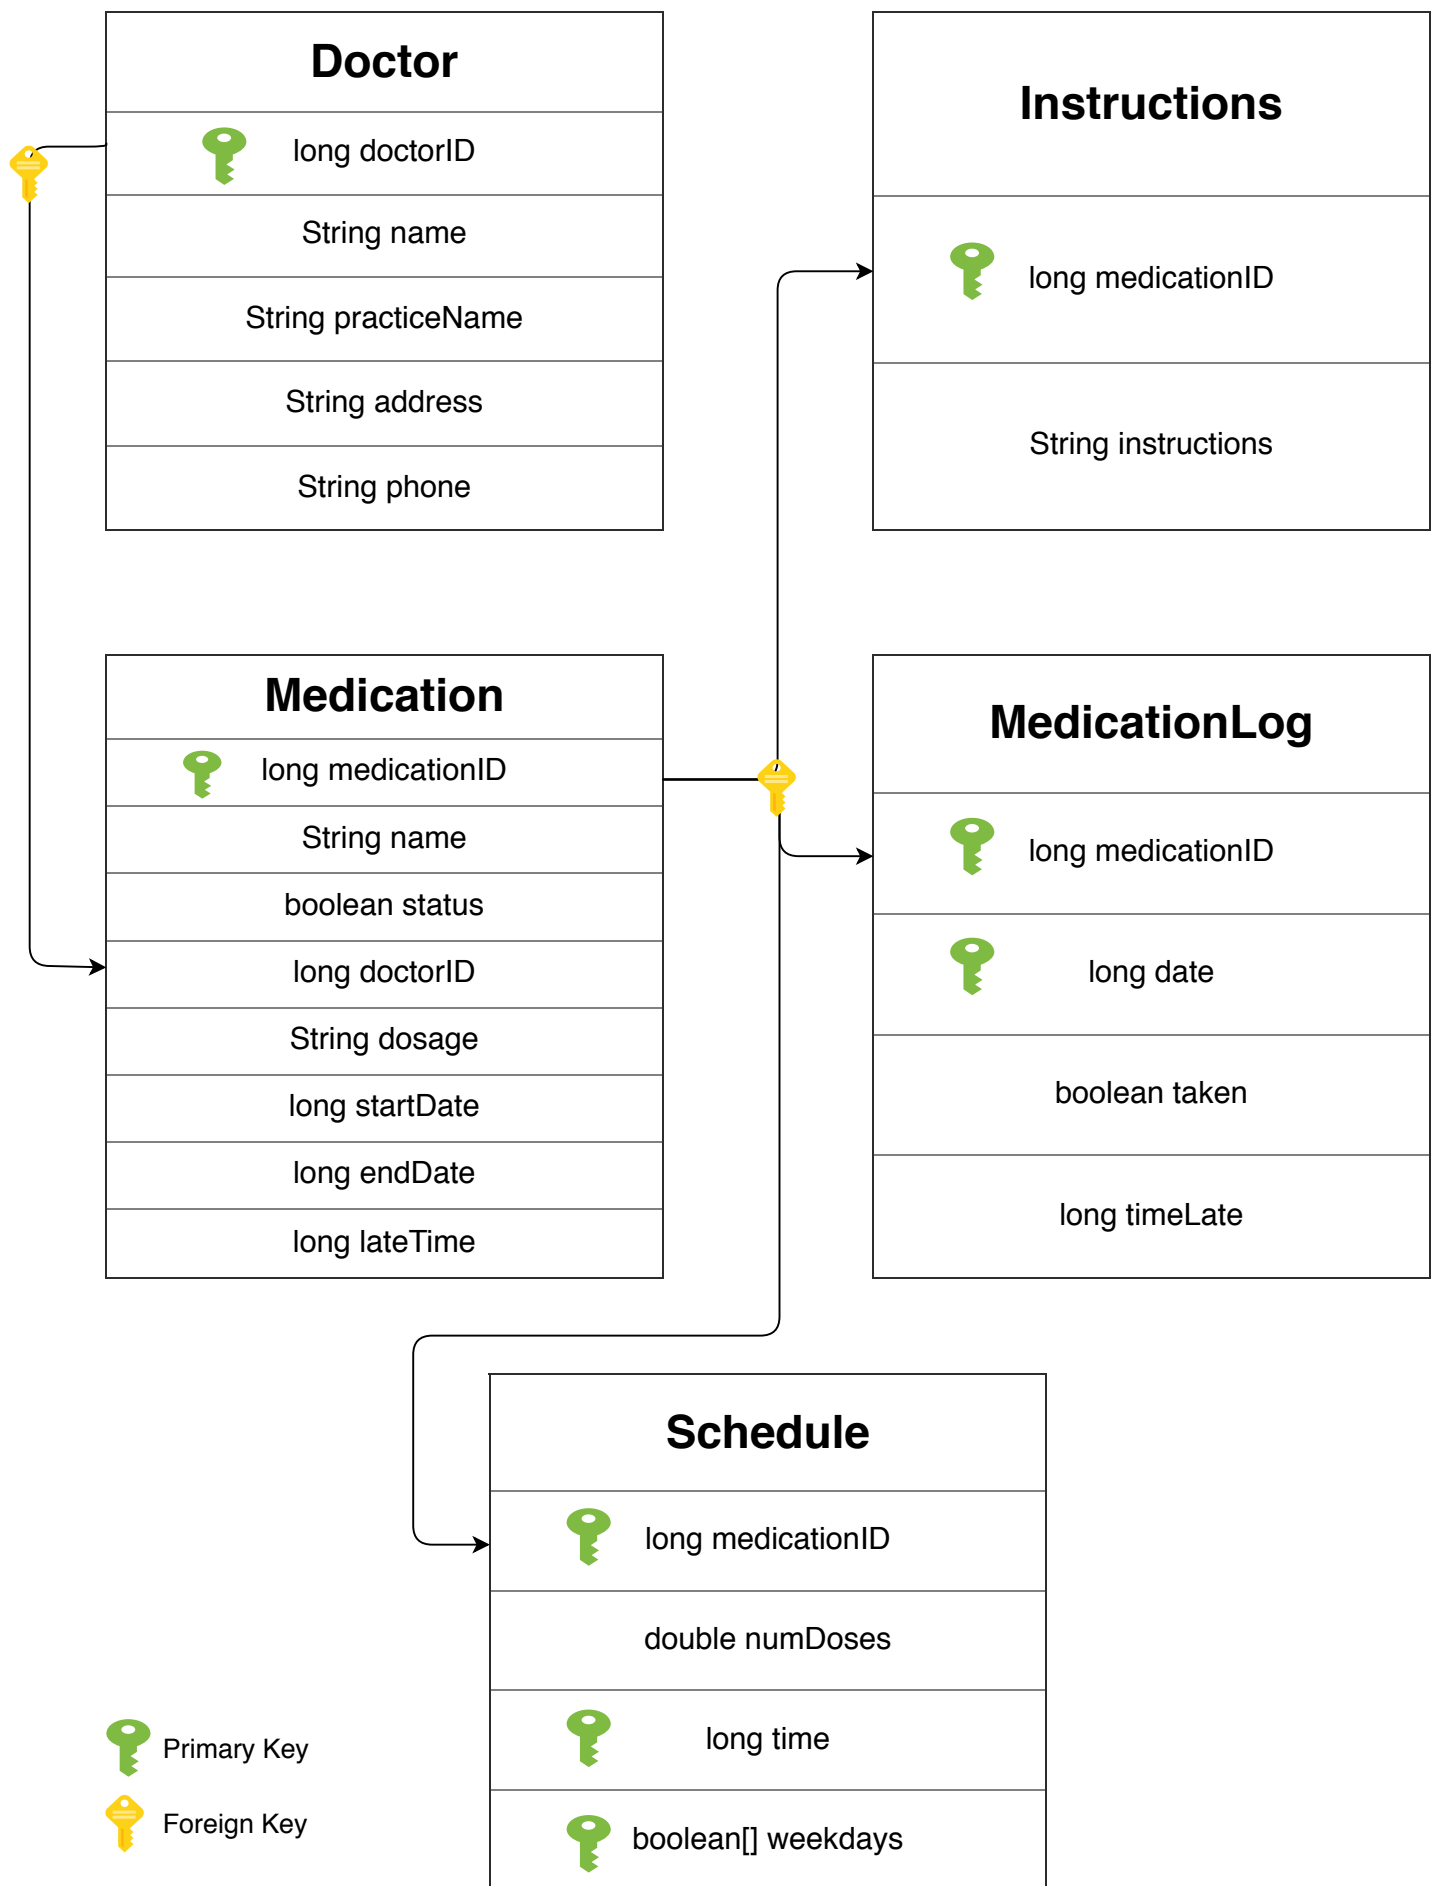 Doctor
long doctorID
String name
String practiceName
String address
String phone
Instructions
long medicationID
String instructions
Medication
long medicationID
String name
boolean status
long doctorID
String dosage
long startDate
long endDate
long lateTime
MedicationLog
long medicationID
long date
boolean taken
long timeLate
Schedule
long medicationID
double numDoses
long time
boolean[] weekdays
Primary Key
Foreign Key